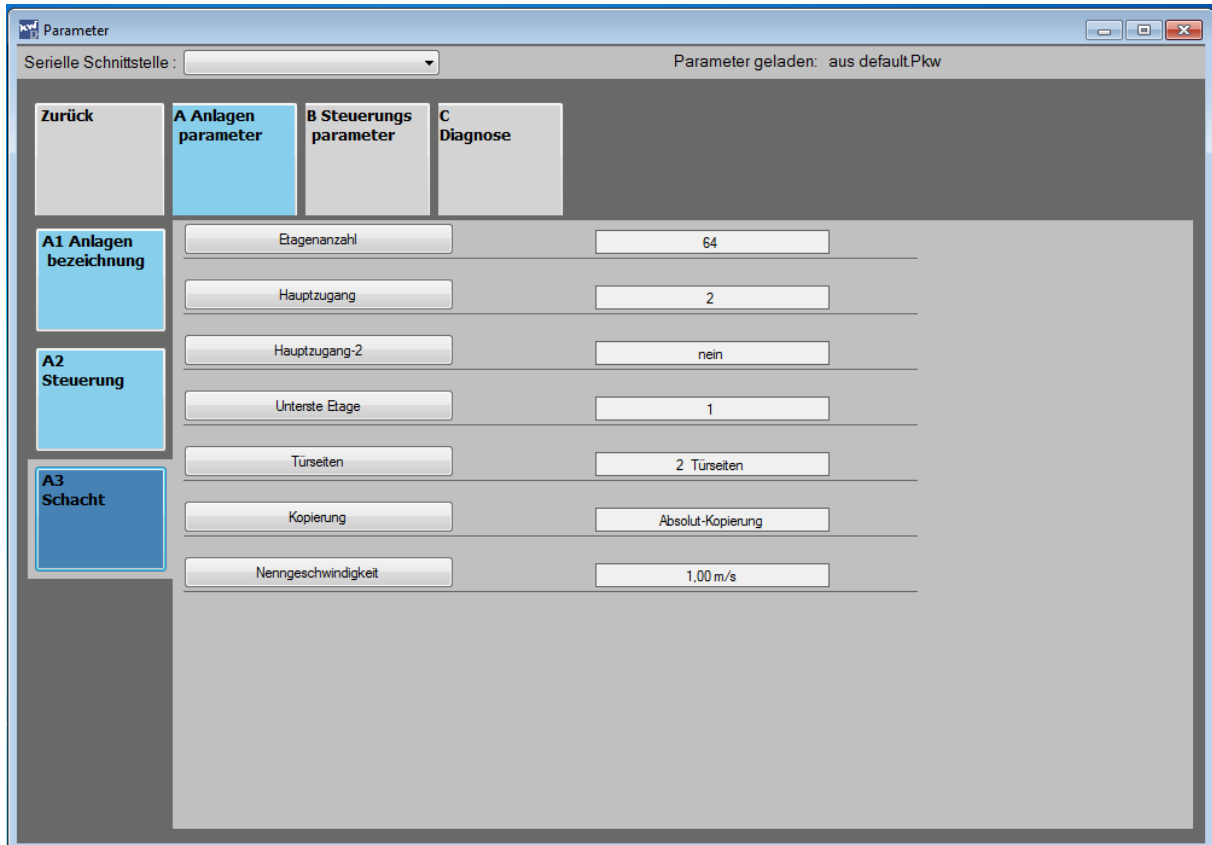 Parameter
Serielle Schnittstelle :
Parameter geladen: aus default.Pkw
Zurück
A Anlagen
parameter
B Steuerungs
parameter
C
Diagnose
A1 Anlagen
bezeichnung
A2
Steuerung
A3
Schacht
Etagenanzahl 64
Hauptzugang 2
Hauptzugang-2 nein
Unterste Etage 1
Türseiten 2 Türseiten
Kopierung Absolut-Kopierung
Nenngeschwindigkeit 1,00 m/s